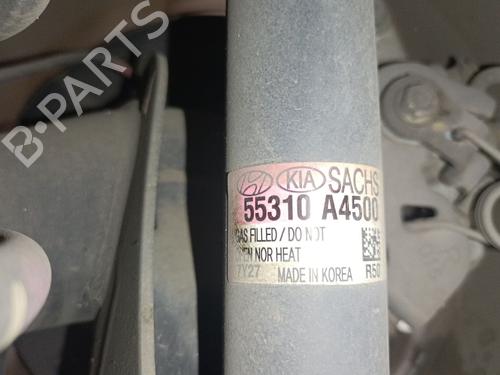 B-PARTS
KIA SACHS
55310 A4500
GAS FILLED / DO NOT
NOR HEAT
7Y27 MADE IN KOREA R50